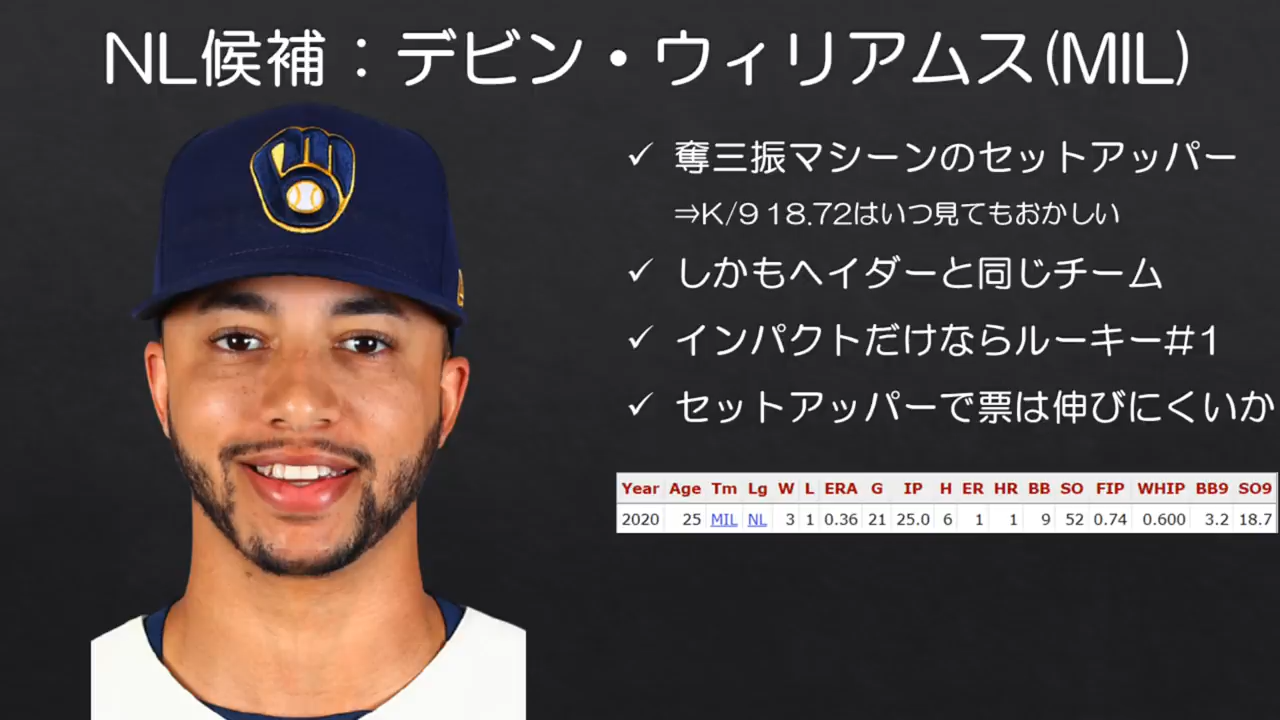 NL候補：デビン・ウィリアムス(MIL)
✓ 奪三振マシーンのセットアッパー
⇒K/9 18.72はいつ見てもおかしい
✓ しかもヘイダーと同じチーム
✓ インパクトだけならルーキー#1
✓ セットアッパーで票は伸びにくいか
Year Age Tm Lg W L ERA G IP H ER HR BB SO FIP WHIP BB9 SO9
2020 25 MIL NL 3 1 0.36 21 25.0 6 1 1 9 52 0.74 0.600 3.2 18.7